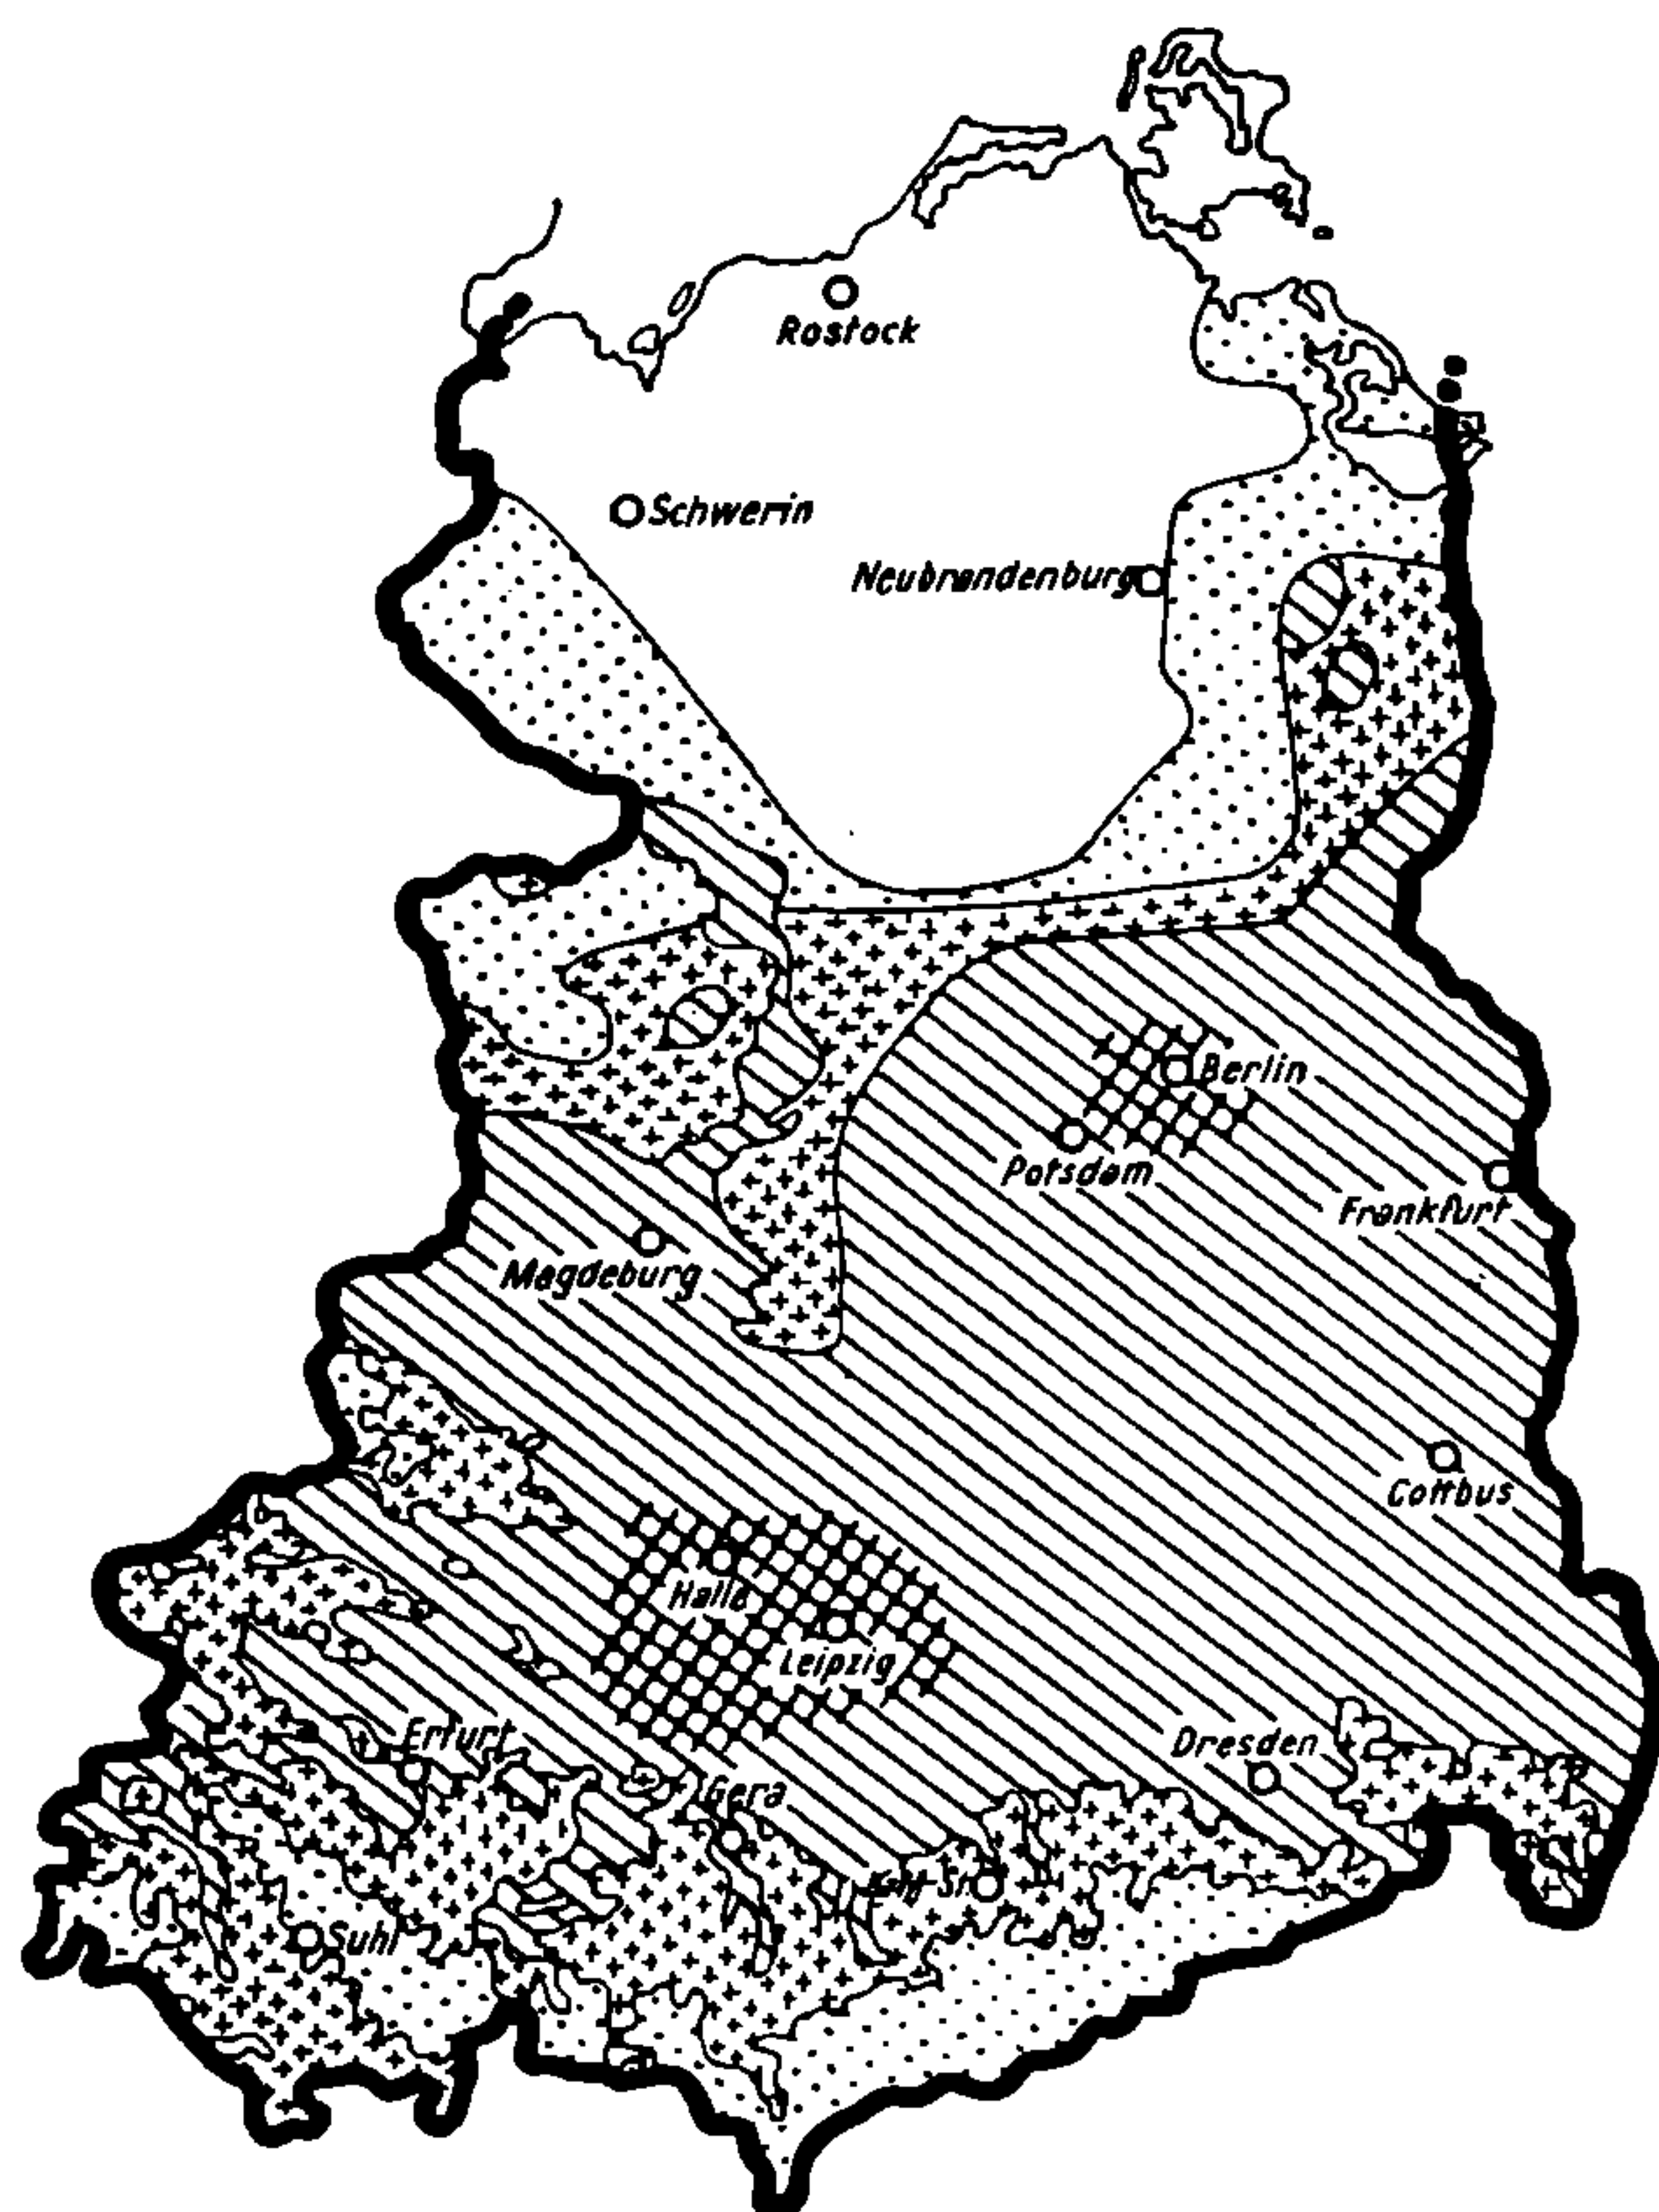 Rostock
Schwerin
Neubrandenburg
Berlin
Potsdam
Frankfurt
Magdeburg
Cottbus
Halle
Leipzig
Erfurt
Dresden
Gera
Suhl